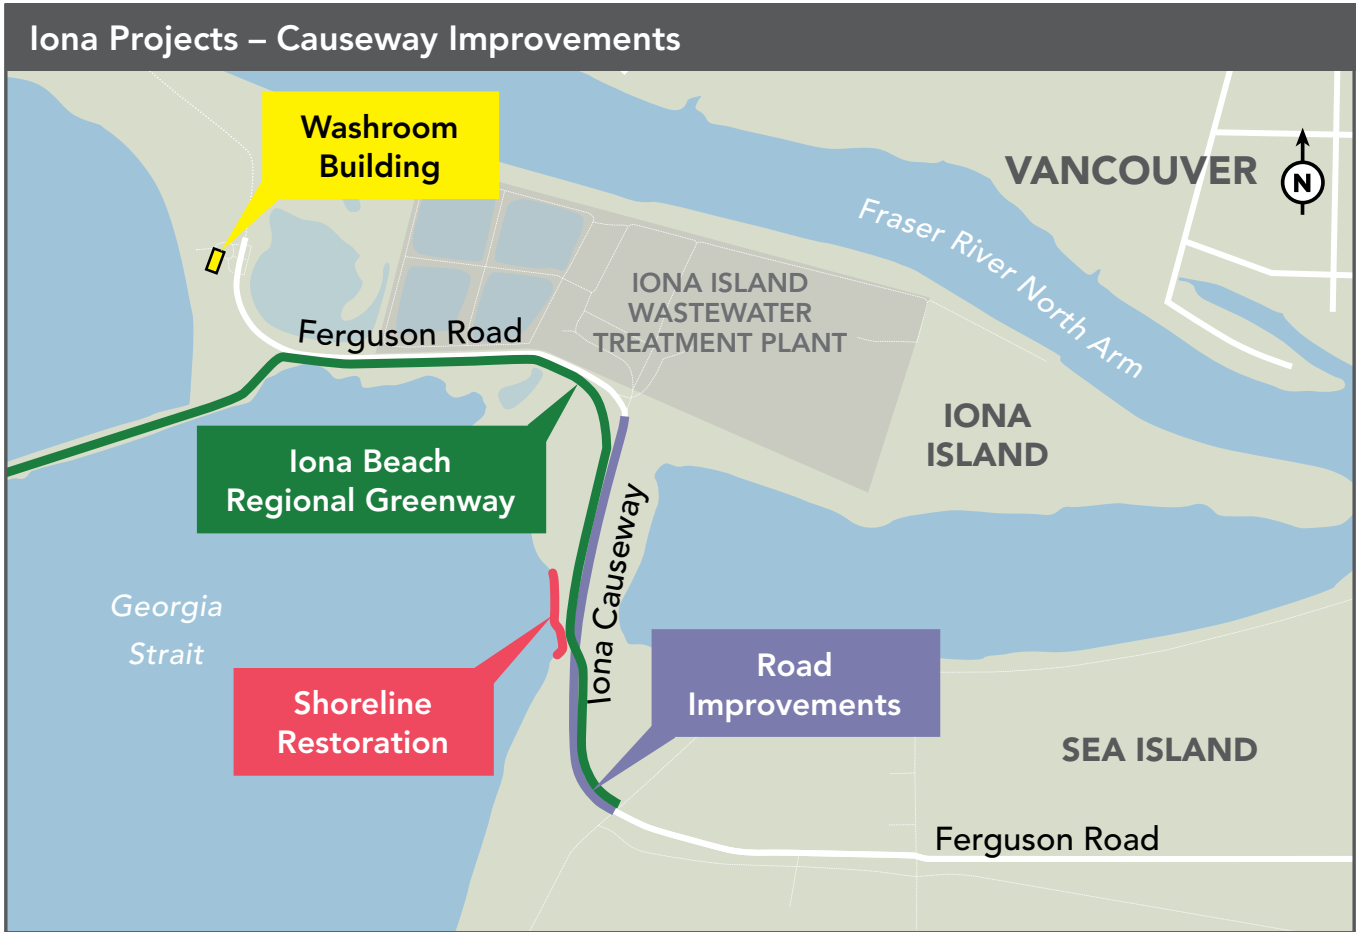 Iona Projects – Causeway Improvements
Washroom
Building
VANCOUVER
N
Fraser River North Arm
IONA ISLAND
WASTEWATER
TREATMENT PLANT
Ferguson Road
IONA
ISLAND
Iona Beach
Regional Greenway
Iona Causeway
Georgia
Strait
Shoreline
Restoration
Road
Improvements
SEA ISLAND
Ferguson Road